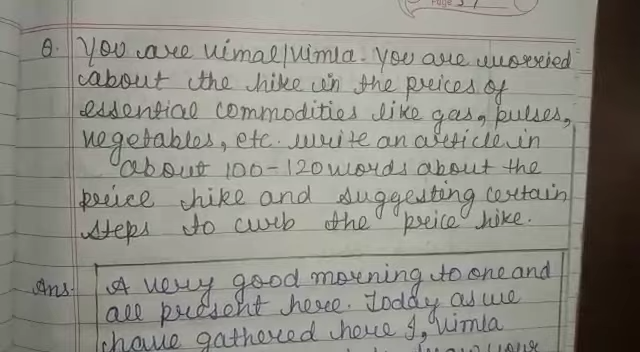 Page
Q. You are Vimal/Vimla. You are worried
about the hike in the prices of
essential commodities like gas, pulses,
vegetables, etc. write an article in
about 100-120 words about the
price hike and suggesting certain
steps to curb the price hike.
Ans. A very good morning to one and
all present here. Today as we
have gathered here I, Vimla
your